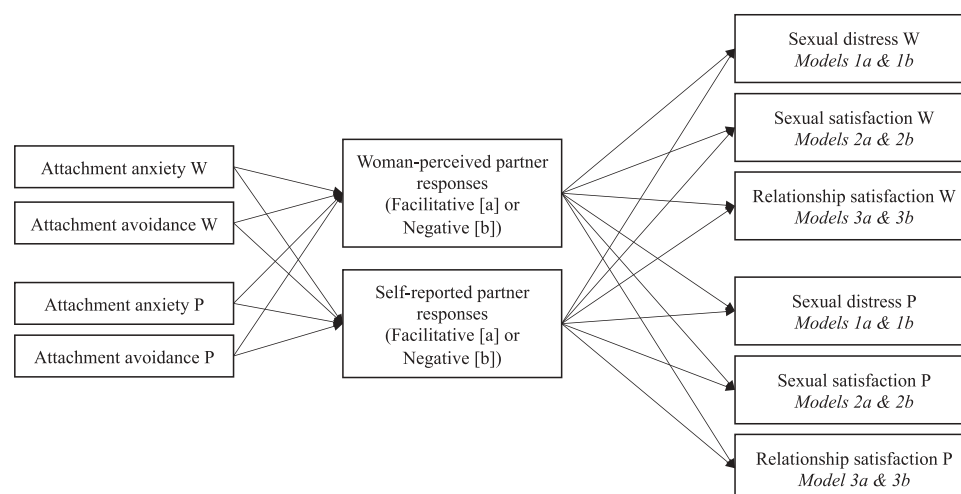 Attachment anxiety W
Attachment avoidance W
Attachment anxiety P
Attachment avoidance P
Woman-perceived partner
responses
(Facilitative [a] or
Negative [b])
Self-reported partner
responses
(Facilitative [a] or
Negative [b])
Sexual distress W
Models 1a & 1b
Sexual satisfaction W
Models 2a & 2b
Relationship satisfaction W
Models 3a & 3b
Sexual distress P
Models 1a & 1b
Sexual satisfaction P
Models 2a & 2b
Relationship satisfaction P
Model 3a & 3b